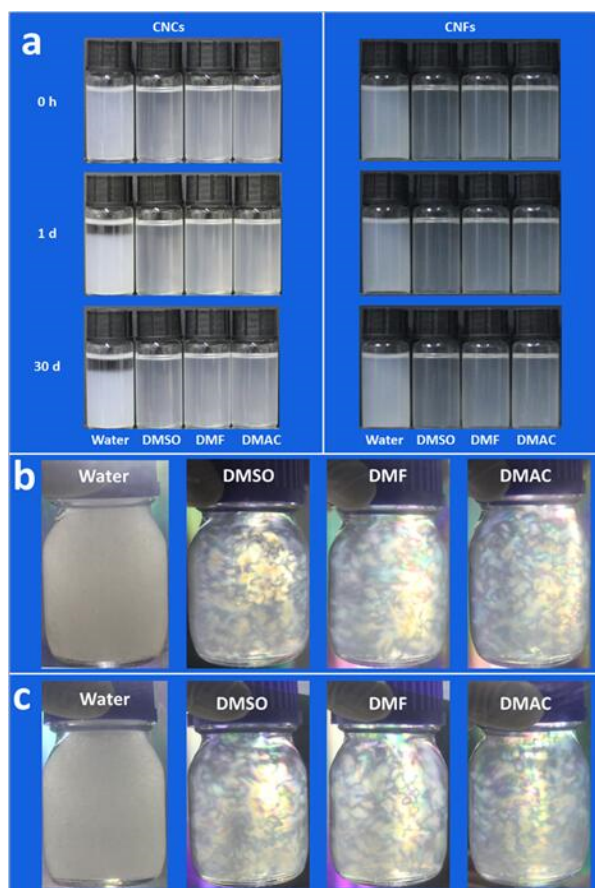 a
CNCs
CNFs
0 h
1 d
30 d
Water DMSO DMF DMAC
Water DMSO DMF DMAC
b
Water
DMSO
DMF
DMAC
c
Water
DMSO
DMF
DMAC